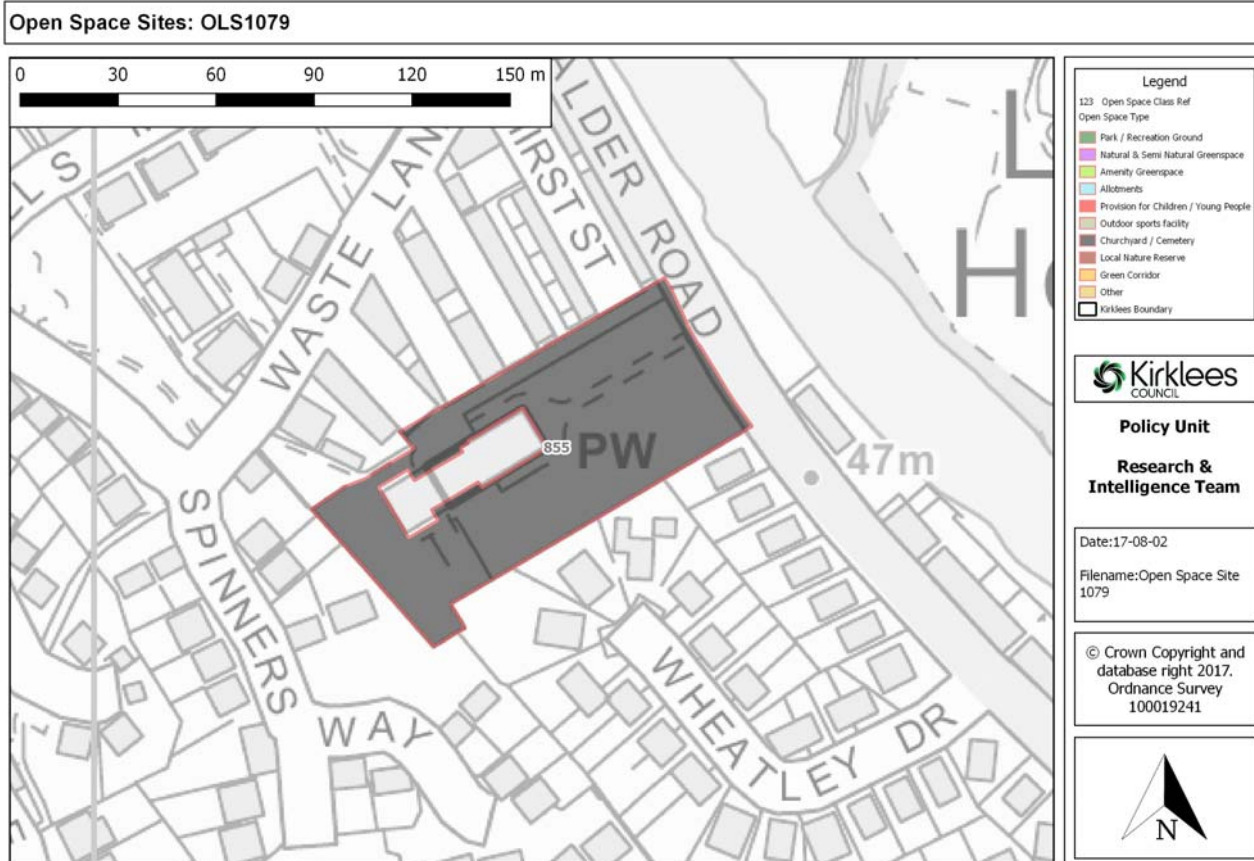 Open Space Sites: OLS1079
0 30 60 90 120 150 m
WASTE LAN
HIRST ST
ALDER ROAD
LLS
L
H
855
PW
47m
SPINNERS
WAY
WHEATLEY DR
Legend
123 Open Space Class Ref
Open Space Type
Park / Recreation Ground
Natural & Semi Natural Greenspace
Amenity Greenspace
Allotments
Provision for Children / Young People
Outdoor sports facility
Churchyard / Cemetery
Local Nature Reserve
Green Corridor
Other
Kirklees Boundary
Kirklees
COUNCIL
Policy Unit
Research &
Intelligence Team
Date:17-08-02
Filename:Open Space Site
1079
© Crown Copyright and
database right 2017.
Ordnance Survey
100019241
N